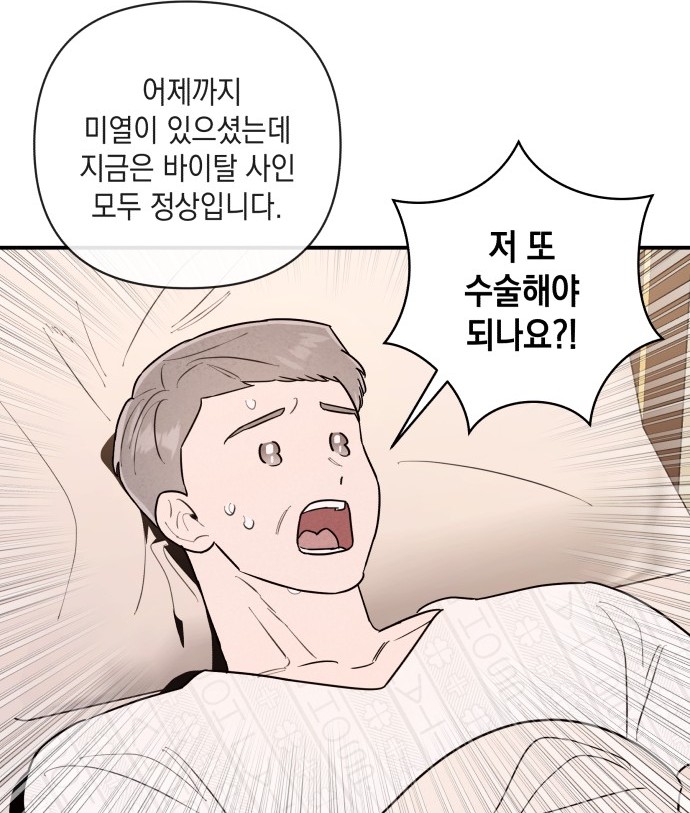 어제까지
미열이 있으셨는데
지금은 바이탈 사인
모두 정상입니다.
저 또
수술해야
되나요?!